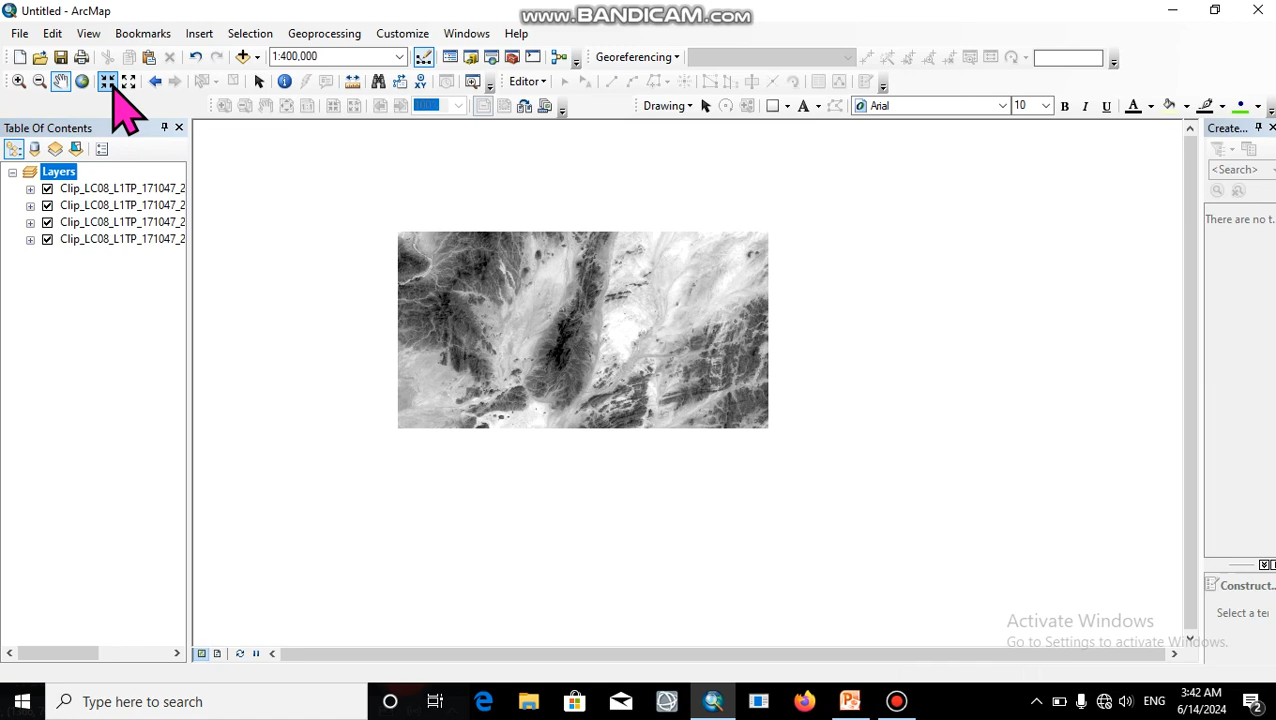 Untitled - ArcMap
www.BANDICAM.com
File Edit View Bookmarks Insert Selection Geoprocessing Customize Windows Help
1:400,000
Georeferencing
Editor
100%
Drawing
Arial
10
B I U A
Table Of Contents
Layers
Clip_LC08_L1TP_171047_2
Clip_LC08_L1TP_171047_2
Clip_LC08_L1TP_171047_2
Clip_LC08_L1TP_171047_2
Create...
<Search>
There are no t.
Construct..
Select a te
Activate Windows
Go to Settings to activate Windows.
Type here to search
ENG
3:42 AM
6/14/2024
2